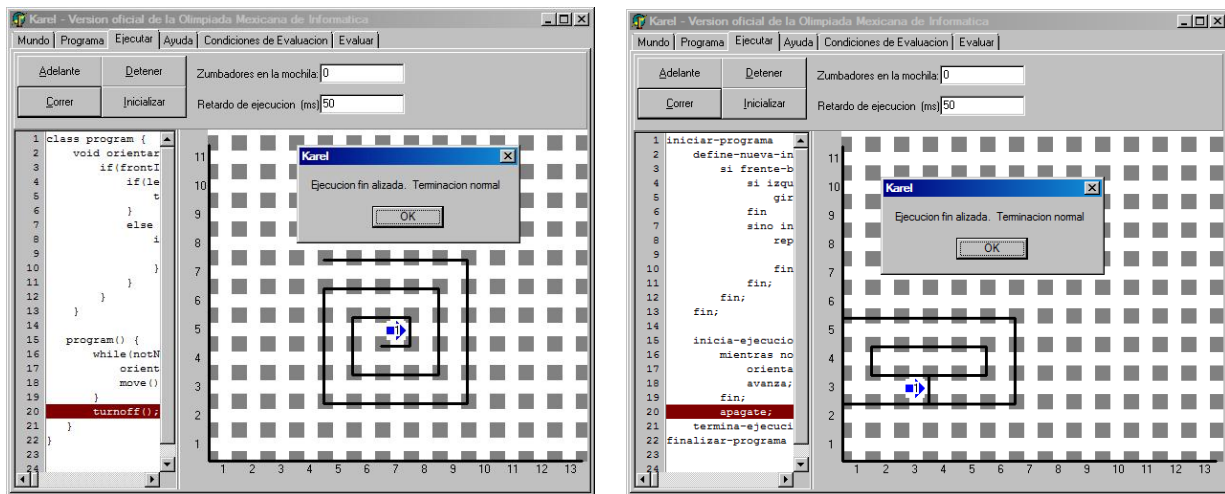 Karel - Version oficial de la Olimpiada Mexicana de Informatica
Mundo Programa Ejecutar Ayuda Condiciones de Evaluacion Evaluar
Adelante Detener Zumbadores en la mochila: 0
Correr Inicializar Retardo de ejecucion (ms) 50
1 class program {
2 void orientar
3 if(frontI
4 if(le
5 t
6 }
7 else
8 i
9
10 }
11 }
12 }
13 }
14
15 program() {
16 while(notN
17 orient
18 move()
19 }
20 turnoff();
21 }
22 }
23
24
Karel
Ejecucion fin alizada. Terminacion normal
OK
11
10
9
8
7
6
5
4
3
2
1
1
1 2 3 4 5 6 7 8 9 10 11 12 13
Karel - Version oficial de la Olimpiada Mexicana de Informatica
Mundo Programa Ejecutar Ayuda Condiciones de Evaluacion Evaluar
Adelante Detener Zumbadores en la mochila: 0
Correr Inicializar Retardo de ejecucion (ms) 50
1 iniciar-programa
2 define-nueva-in
3 si frente-b
4 si izqu
5 gir
6 fin
7 sino in
8 rep
9
10 fin
11 fin;
12 fin;
13 fin;
14
15 inicia-ejecucio
16 mientras no
17 orienta
18 avanza;
19 fin;
20 apagate;
21 termina-ejecuci
22 finalizar-programa
23
24
Karel
Ejecucion fin alizada. Terminacion normal
OK
11
10
9
8
7
6
5
4
3
2
1
1
1 2 3 4 5 6 7 8 9 10 11 12 13